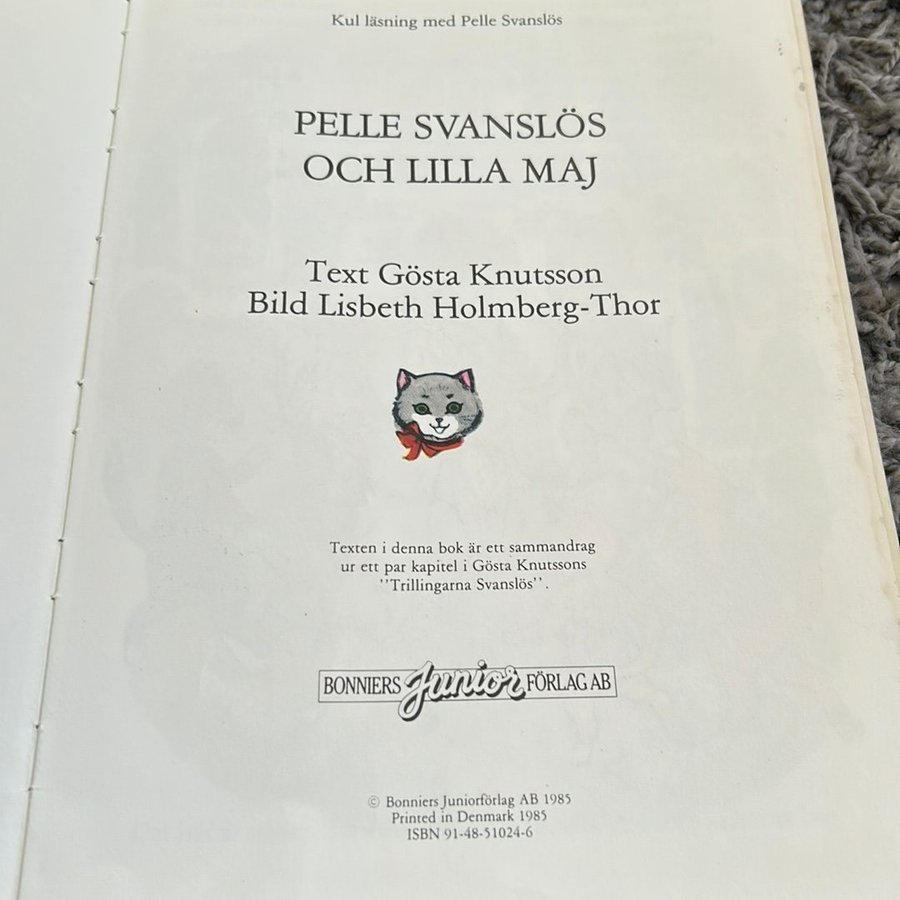 Kul läsning med Pelle Svanslös
PELLE SVANSLÖS
OCH LILLA MAJ
Text Gösta Knutsson
Bild Lisbeth Holmberg-Thor
Texten i denna bok är ett sammandrag
ur ett par kapitel i Gösta Knutssons
’’Trillingarna Svanslös’’.
BONNIERS Junior FÖRLAG AB
© Bonniers Juniorförlag AB 1985
Printed in Denmark 1985
ISBN 91-48-51024-6